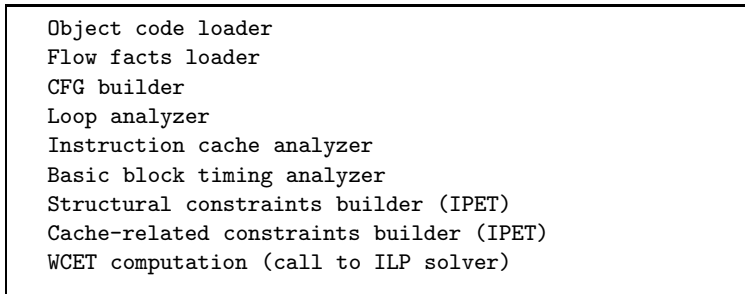 Object code loader
Flow facts loader
CFG builder
Loop analyzer
Instruction cache analyzer
Basic block timing analyzer
Structural constraints builder (IPET)
Cache-related constraints builder (IPET)
WCET computation (call to ILP solver)